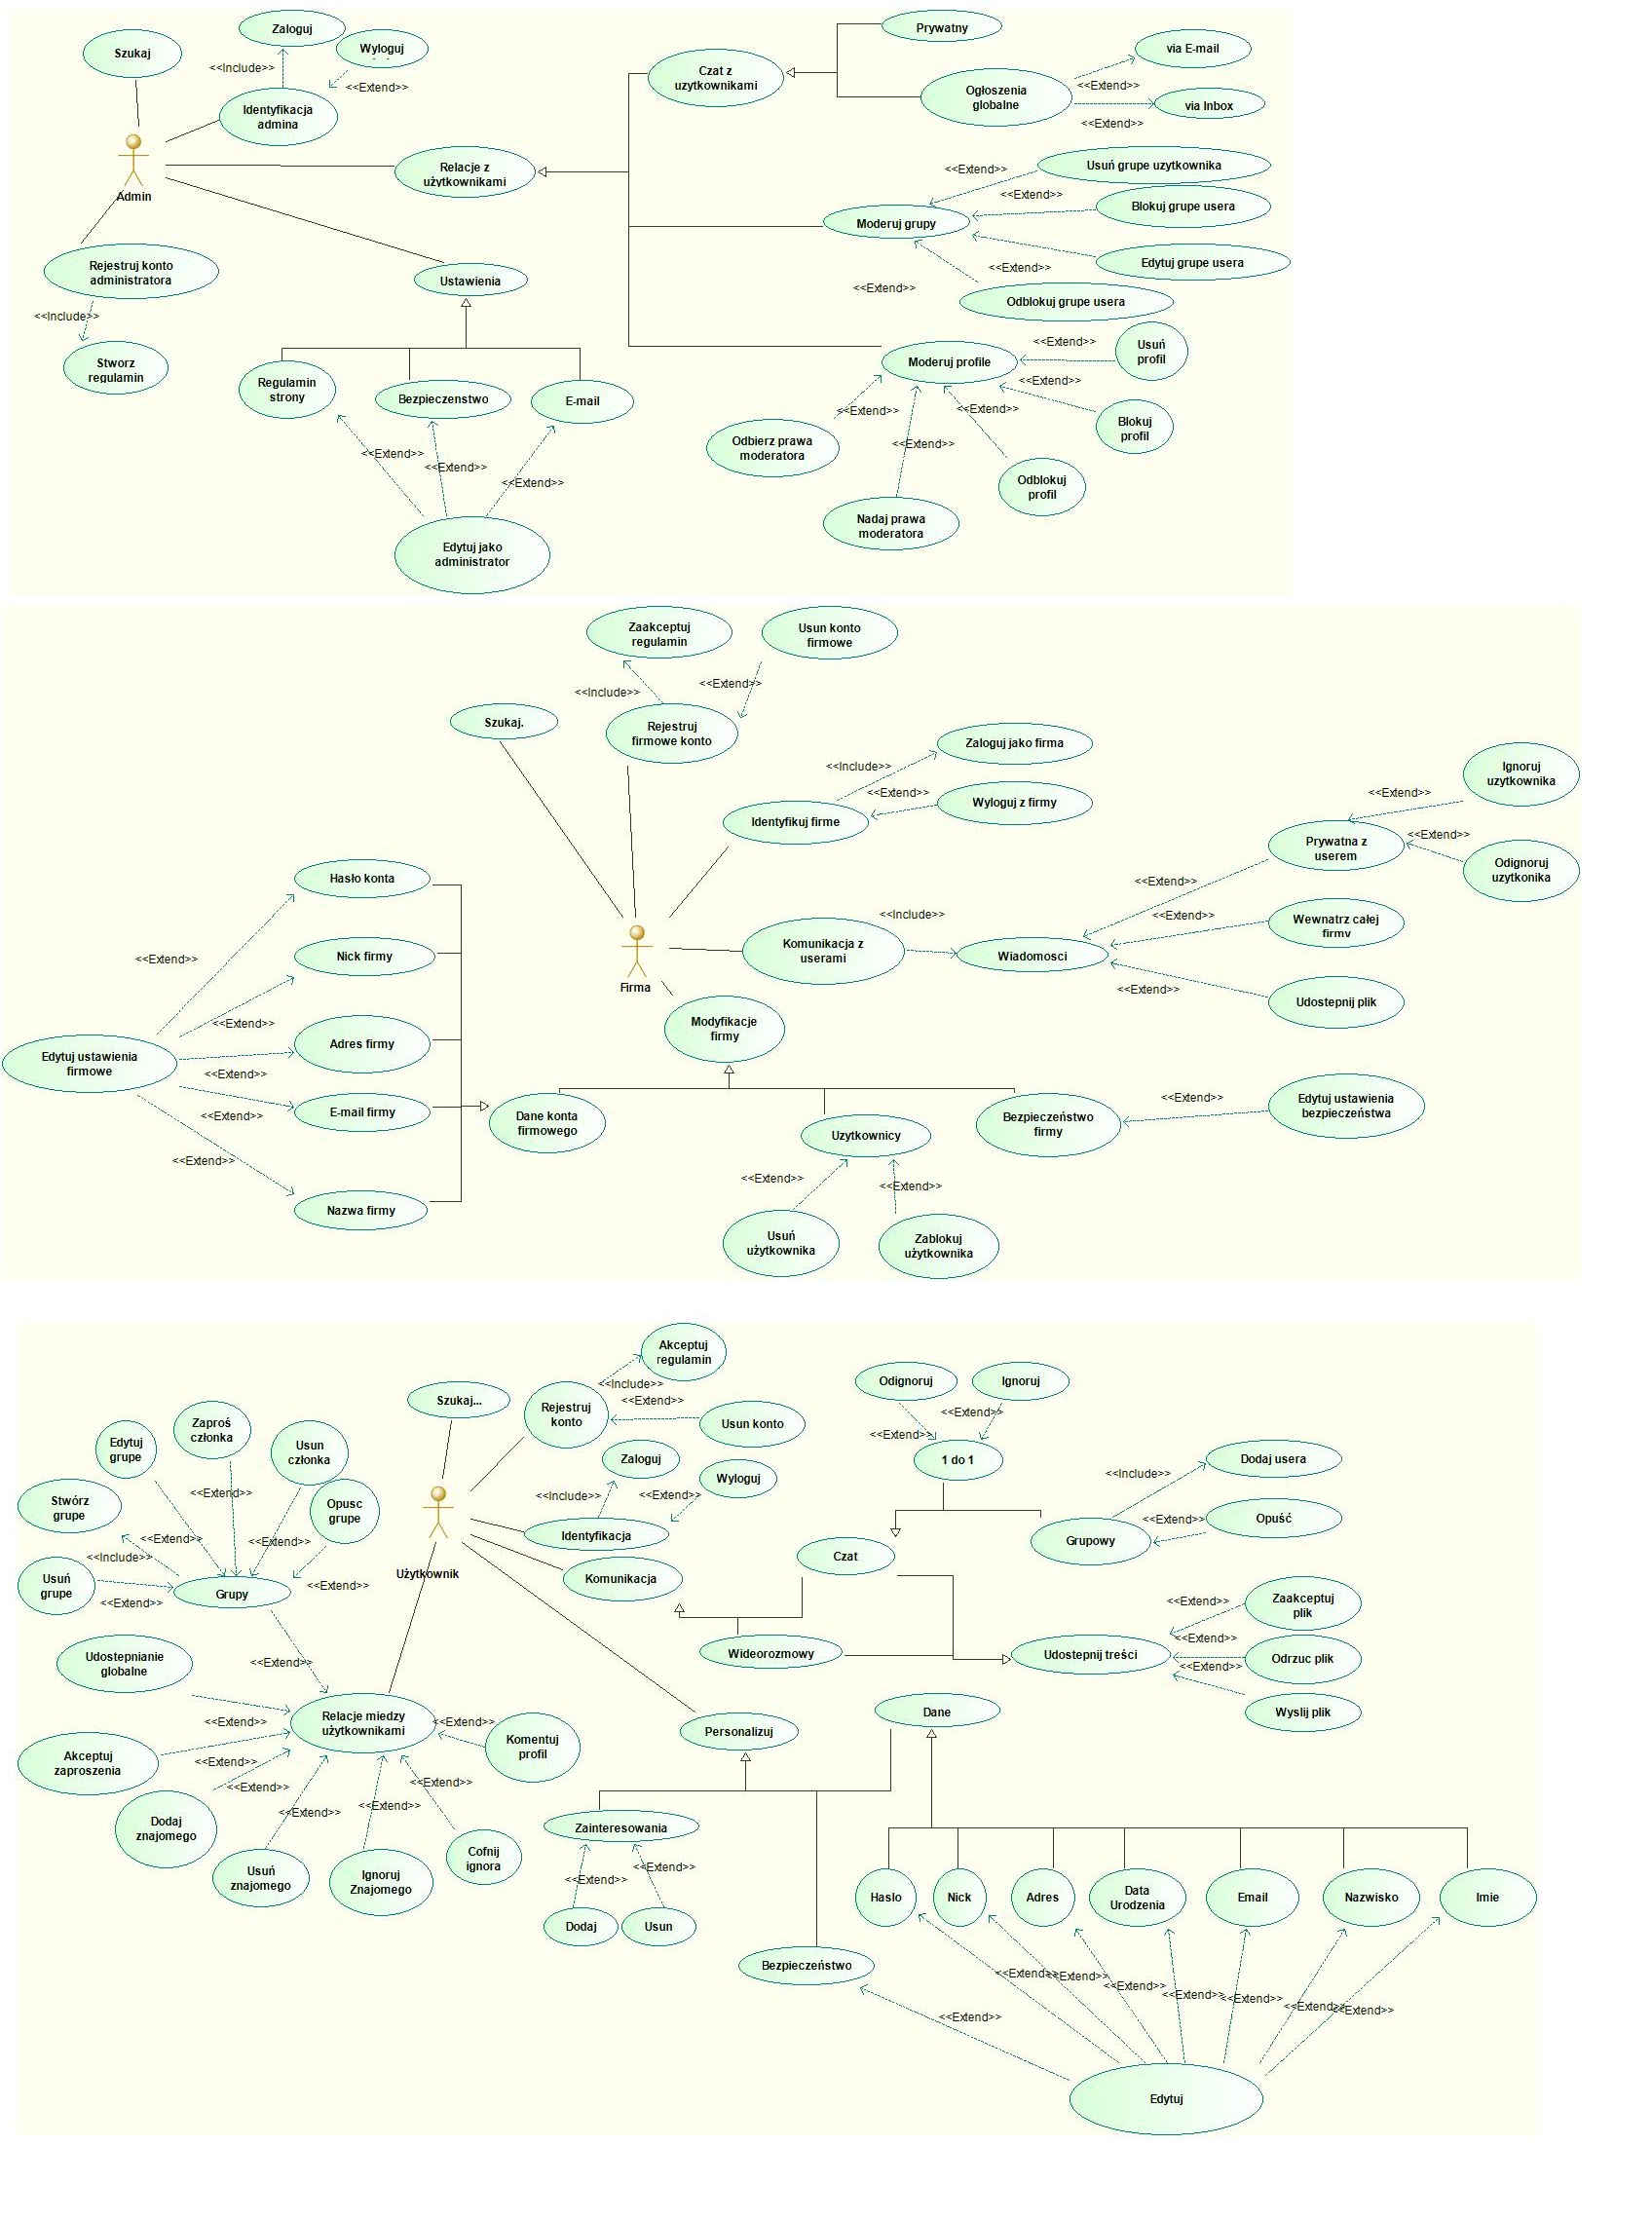 Zaloguj
Szukaj
Wyloguj
<<Include>>
<<Extend>>
Identyfikacja
admina
Admin
Rejestruj konto
administratora
<<Include>>
Stworz
regulamin
Relacje z
użytkownikami
Ustawienia
Regulamin
strony
Bezpieczenstwo
E-mail
<<Extend>>
<<Extend>>
<<Extend>>
Edytuj jako
administrator
Czat z
uzytkownikami
Prywatny
Ogłoszenia
globalne
via E-mail
<<Extend>>
via Inbox
<<Extend>>
<<Extend>>
Usuń grupe uzytkownika
<<Extend>>
Blokuj grupe usera
Moderuj grupy
Edytuj grupe usera
<<Extend>>
<<Extend>>
Odblokuj grupe usera
Moderuj profile
<<Extend>>
Usuń
profil
<<Extend>>
<<Extend>>
<<Extend>>
Blokuj
profil
Odbierz prawa
moderatora
<<Extend>>
Odblokuj
profil
Nadaj prawa
moderatora
Zaakceptuj
regulamin
Usun konto
firmowe
<<Include>>
<<Extend>>
Szukaj.
Rejestruj
firmowe konto
Zaloguj jako firma
<<Include>>
<<Extend>>
Wyloguj z firmy
Identyfikuj firme
Ignoruj
uzytkownika
<<Extend>>
Prywatna z
userem
<<Extend>>
Odignoruj
uzytkonika
<<Extend>>
Hasło konta
<<Include>>
<<Extend>>
Wewnatrz całej
firmy
Komunikacja z
userami
Wiadomosci
<<Extend>>
Udostepnij plik
Firma
<<Extend>>
Nick firmy
Modyfikacje
firmy
<<Extend>>
Adres firmy
Edytuj ustawienia
firmowe
<<Extend>>
E-mail firmy
<<Extend>>
Dane konta
firmowego
<<Extend>>
Nazwa firmy
Uzytkownicy
Bezpieczeństwo
firmy
<<Extend>>
Edytuj ustawienia
bezpieczeństwa
<<Extend>>
<<Extend>>
Usuń
użytkownika
Zablokuj
użytkownika
Akceptuj
regulamin
<<Include>>
<<Extend>>
Szukaj...
Rejestruj
konto
Usun konto
Zaloguj
Wyloguj
<<Include>>
<<Extend>>
Identyfikacja
Komunikacja
Użytkownik
Edytuj
grupe
Zaproś
członka
Usun
członka
Stwórz
grupe
<<Extend>>
Opusc
grupe
<<Extend>>
<<Extend>>
<<Include>>
Usuń
grupe
<<Extend>>
Grupy
<<Extend>>
Udostepnianie
globalne
<<Extend>>
Relacje miedzy
użytkownikami
<<Extend>>
<<Extend>>
Komentuj
profil
Akceptuj
zaproszenia
<<Extend>>
<<Extend>>
<<Extend>>
<<Extend>>
<<Extend>>
Dodaj
znajomego
Usuń
znajomego
Ignoruj
Znajomego
Cofnij
ignora
Odignoruj
Ignoruj
<<Extend>>
<<Extend>>
1 do 1
<<Include>>
Dodaj usera
<<Extend>>
Opuść
Grupowy
Czat
Wideorozmowy
Udostepnij treści
<<Extend>>
Zaakceptuj
plik
<<Extend>>
Odrzuc plik
<<Extend>>
Wyslij plik
Personalizuj
Dane
Zainteresowania
<<Extend>>
<<Extend>>
Dodaj
Usun
Bezpieczeństwo
Haslo
Nick
Adres
Data
Urodzenia
Email
Nazwisko
Imie
<<Extend>>
<<Extend>>
<<Extend>>
<<Extend>>
<<Extend>>
<<Extend>>
<<Extend>>
<<Extend>>
Edytuj